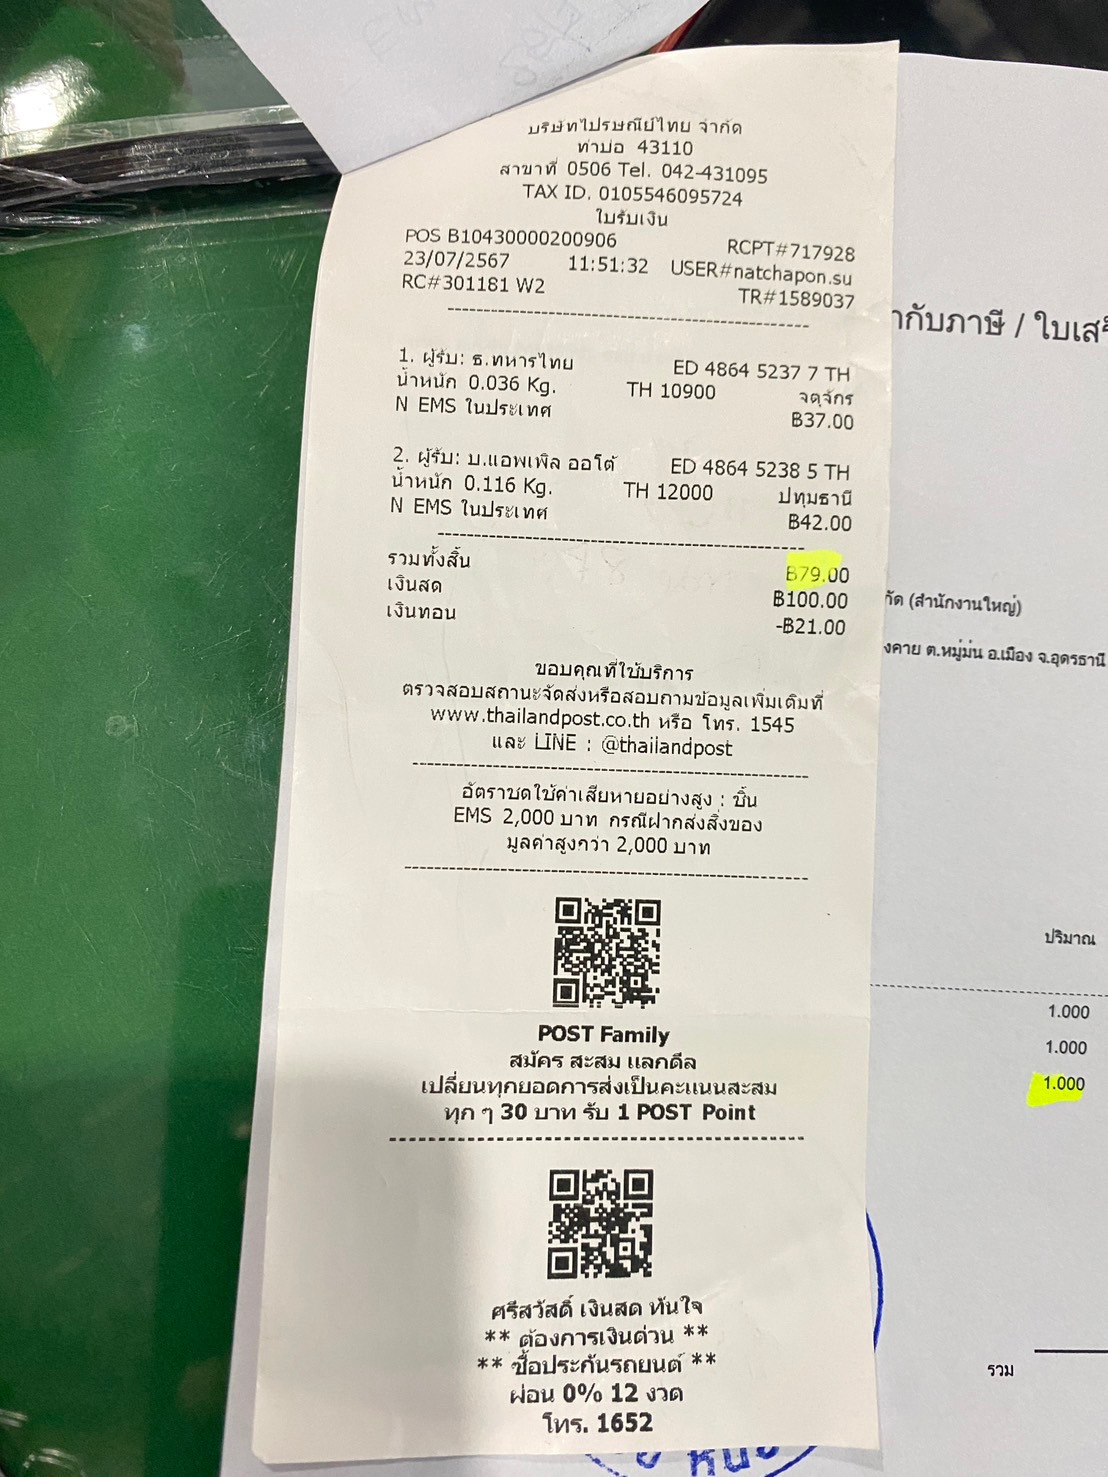 บริษัทไปรษณีย์ไทย จำกัด
ท่าบ่อ 43110
สาขาที่ 0506 Tel. 042-431095
TAX ID. 0105546095724
ใบรับเงิน
POS B10430000200906 RCPT#717928
23/07/2567 11:51:32 USER#natchapon.su
RC#301181 W2 TR#1589037
1. ผู้รับ: ธ.ทหารไทย ED 4864 5237 7 TH
น้ำหนัก 0.036 Kg. TH 10900 จตุจักร
N EMS ในประเทศ ฿37.00
2. ผู้รับ: บ.แอพเพิล ออโต้ ED 4864 5238 5 TH
น้ำหนัก 0.116 Kg. TH 12000 ปทุมธานี
N EMS ในประเทศ ฿42.00
รวมทั้งสิ้น ฿79.00
เงินสด ฿100.00
เงินทอน -฿21.00
ขอบคุณที่ใช้บริการ
ตรวจสอบสถานะจัดส่งหรือสอบถามข้อมูลเพิ่มเติมที่
www.thailandpost.co.th หรือ โทร. 1545
และ LINE : @thailandpost
อัตราชดใช้ค่าเสียหายอย่างสูง : ชิ้น
EMS 2,000 บาท กรณีฝากส่งสิ่งของ
มูลค่าสูงกว่า 2,000 บาท
POST Family
สมัคร สะสม แลกดีล
เปลี่ยนทุกยอดการส่งเป็นคะแนนสะสม
ทุก ๆ 30 บาท รับ 1 POST Point
ศรีสวัสดิ์ เงินสด ทันใจ
** ต้องการเงินด่วน **
** ซื้อประกันรถยนต์ **
ผ่อน 0% 12 งวด
โทร. 1652
ากับภาษี / ใบเสร็
กัด (สำนักงานใหญ่)
งคาย ต.หมู่ม่น อ.เมือง จ.อุดรธานี
ปริมาณ
1.000
1.000
1.000
รวม